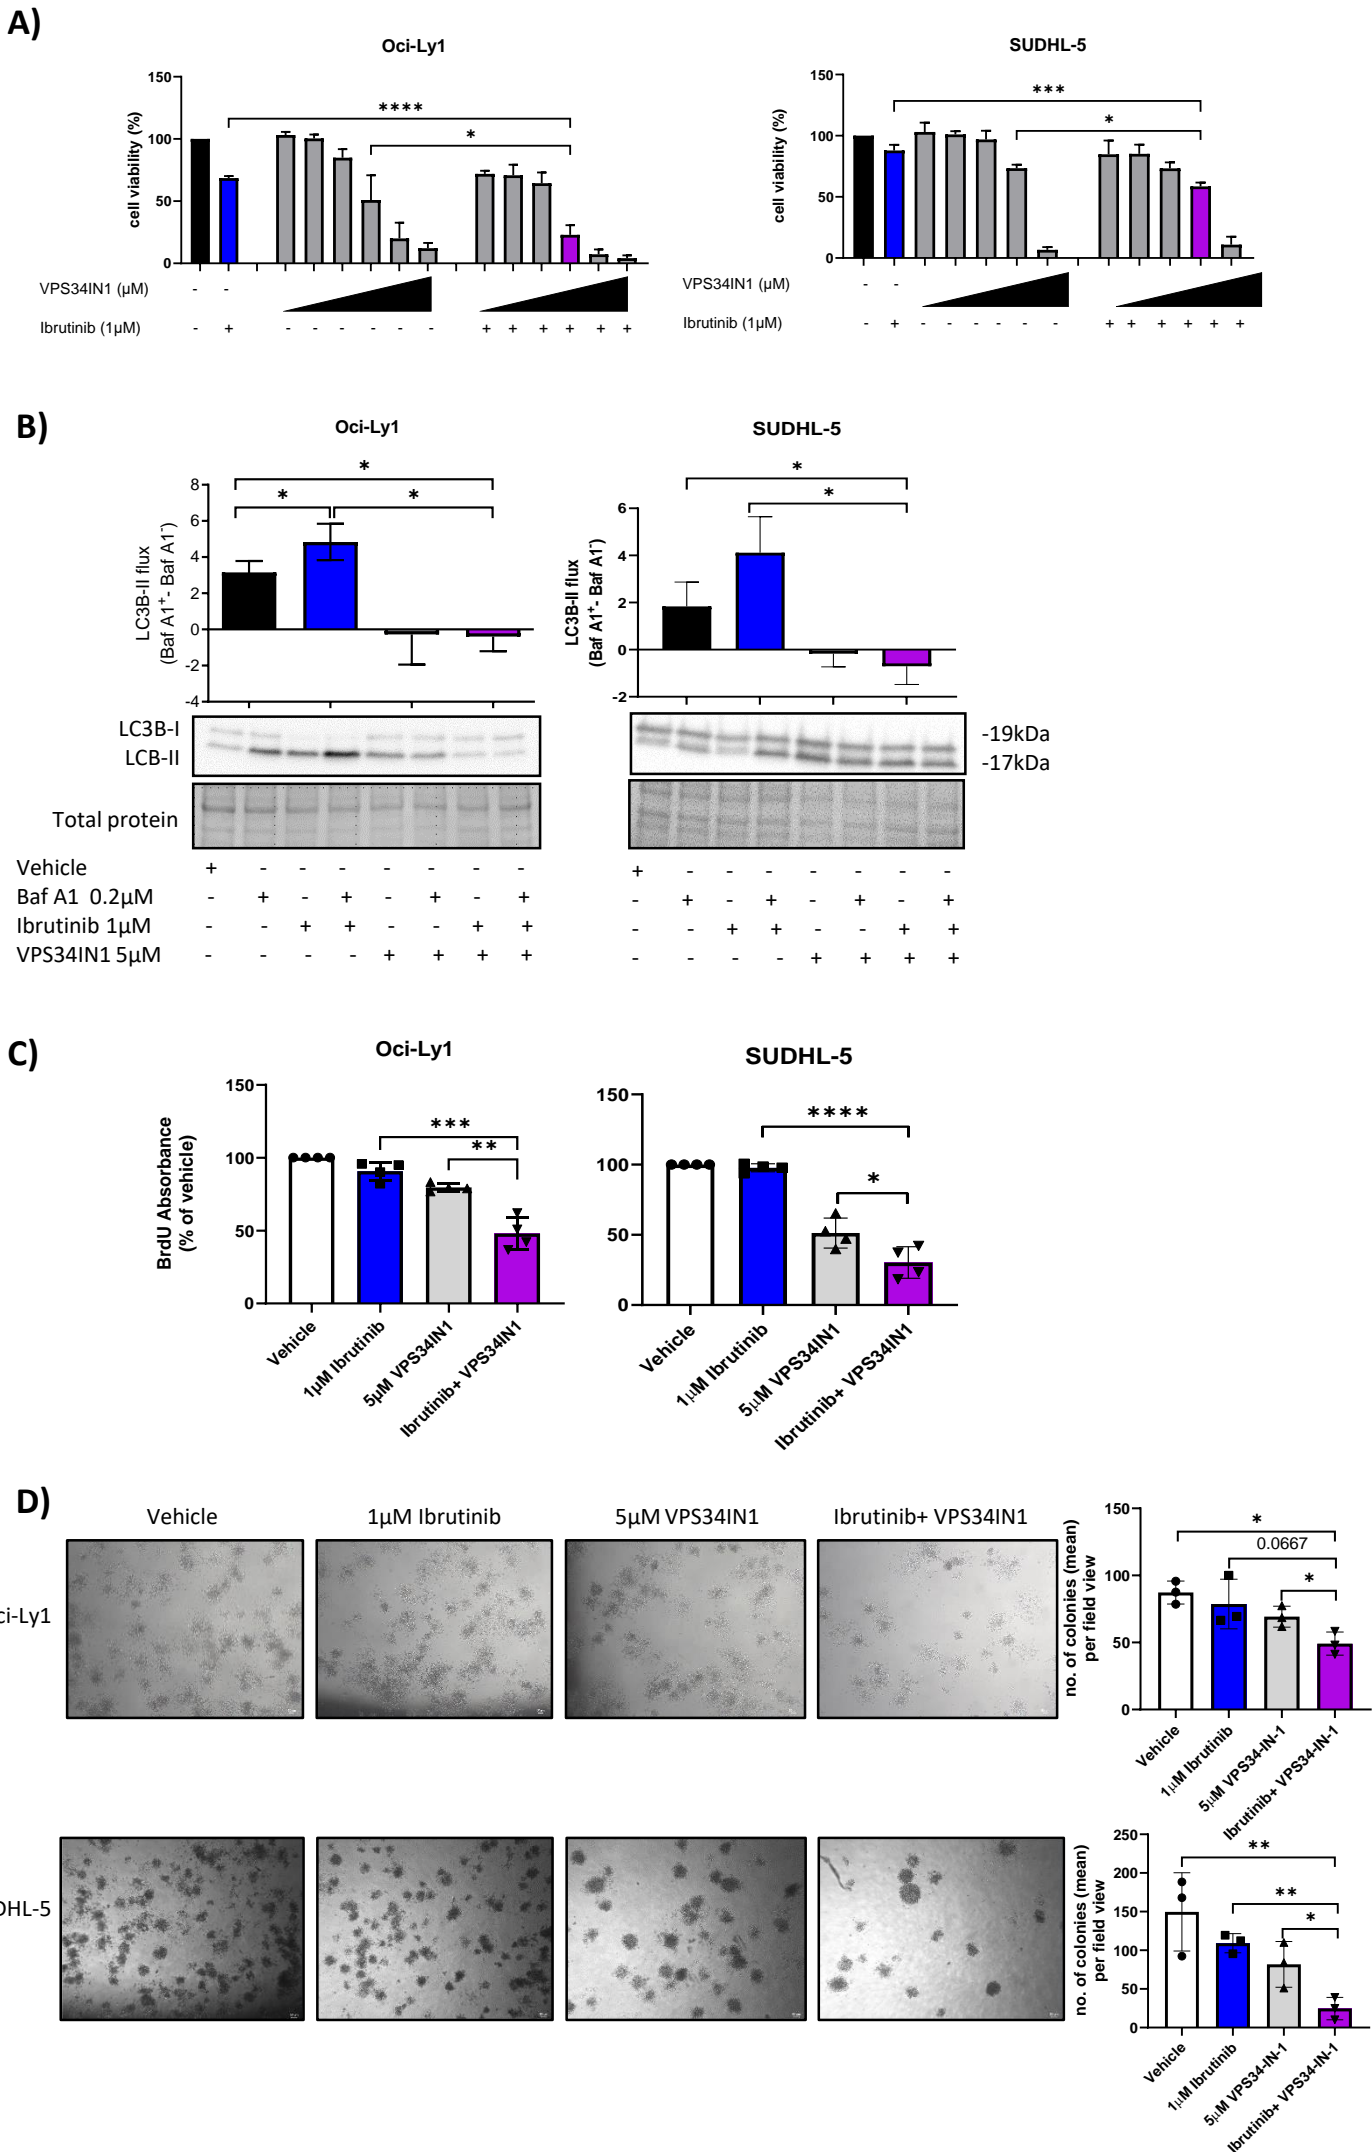 A)
Oci-Ly1
cell viability (%)
150
100
50
0
****
*
VPS34IN1 (µM)
- -
Ibrutinib (1µM)
- + - - - - - - + + + + + +
SUDHL-5
cell viability (%)
150
100
50
0
***
*
VPS34IN1 (µM)
- -
Ibrutinib (1µM)
- + - - - - - - + + + + + +
B)
Oci-Ly1
LC3B-II flux
(Baf A1+- Baf A1-)
8
6
4
2
0
-2
-4
*
* *
SUDHL-5
LC3B-II flux
(Baf A1+- Baf A1-)
6
4
2
0
-2
*
*
LC3B-I
LCB-II
-19kDa
-17kDa
Total protein
Vehicle + - - - - - - - + - - - - - - -
Baf A1 0.2µM - + - + - + - + - + - + - + - +
Ibrutinib 1µM - - + + - - + + - - + + - - + +
VPS34IN1 5µM - - - - + + + + - - - - + + + +
C)
Oci-Ly1
BrdU Absorbance
(% of vehicle)
150
100
50
0
***
**
Vehicle
1µM Ibrutinib
5µM VPS34IN1
Ibrutinib+ VPS34IN1
SUDHL-5
150
100
50
0
****
*
Vehicle
1µM Ibrutinib
5µM VPS34IN1
Ibrutinib+ VPS34IN1
D)
Vehicle
1µM Ibrutinib
5µM VPS34IN1
Ibrutinib+ VPS34IN1
ci-Ly1
no. of colonies (mean)
per field view
150
100
50
0
*
0.0667
*
Vehicle
1µM Ibrutinib
5µM VPS34-IN-1
Ibrutinib+ VPS34-IN-1
DHL-5
no. of colonies (mean)
per field view
250
200
150
100
50
0
**
**
*
Vehicle
1µM Ibrutinib
5µM VPS34-IN-1
Ibrutinib+ VPS34-IN-1